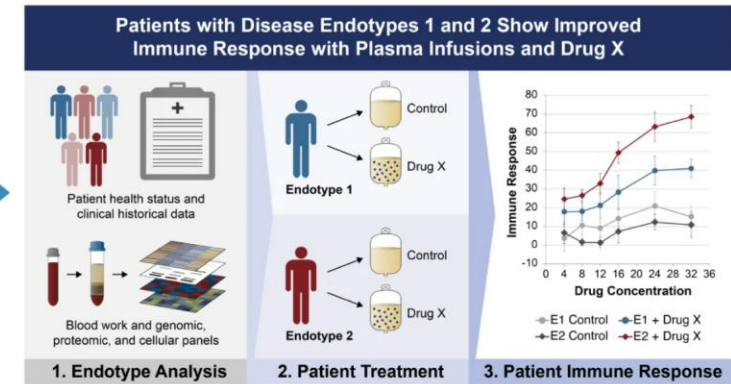 Patients with Disease Endotypes 1 and 2 Show Improved
Immune Response with Plasma Infusions and Drug X
Patient health status and
clinical historical data
Blood work and genomic,
proteomic, and cellular panels
1. Endotype Analysis
Control
Drug X
Endotype 1
Control
Drug X
Endotype 2
2. Patient Treatment
Immune Response
80
70
60
50
40
30
20
10
0
-10
0 4 8 12 16 20 24 28 32 36
Drug Concentration
E1 Control E1 + Drug X
E2 Control E2 + Drug X
3. Patient Immune Response